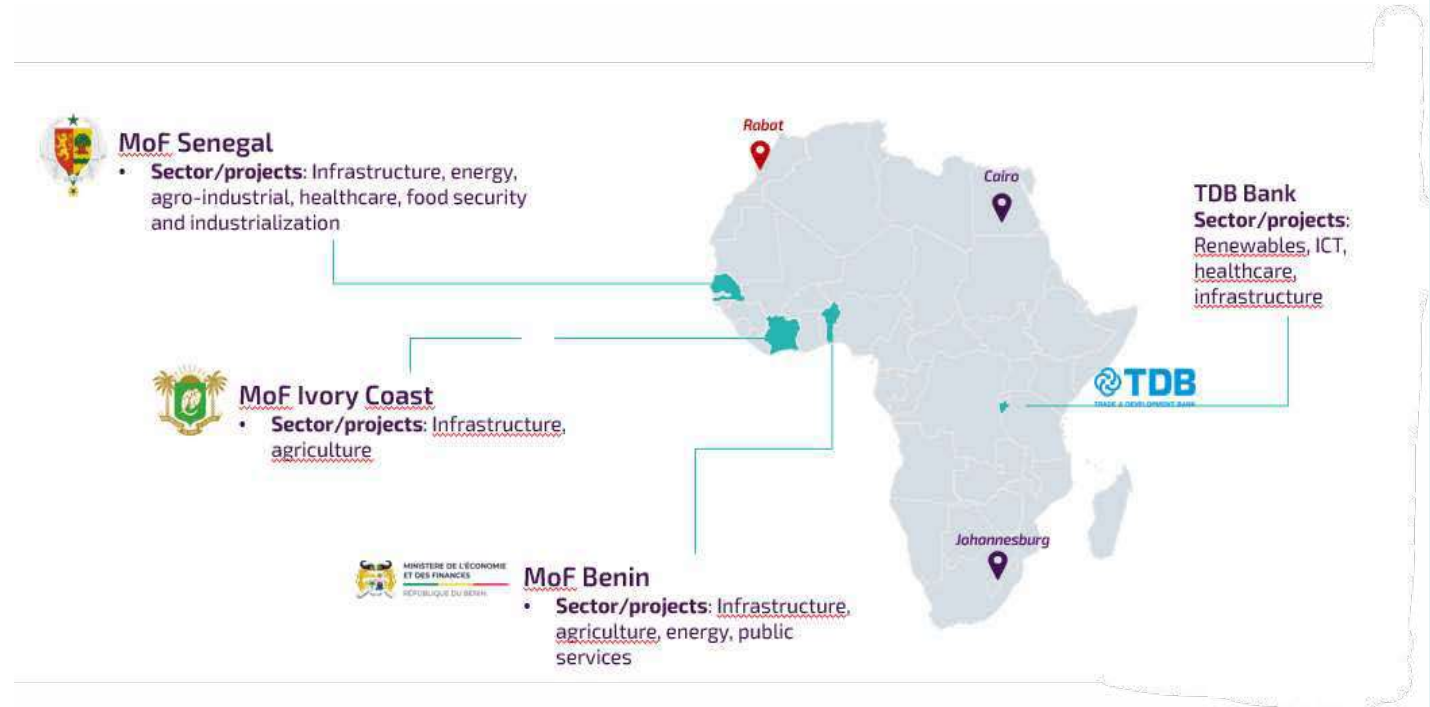 MoF Senegal
• Sector/projects: Infrastructure, energy,
agro-industrial, healthcare, food security
and industrialization
Rabat
Cairo
TDB Bank
Sector/projects:
Renewables, ICT,
healthcare,
infrastructure
MoF Ivory Coast
• Sector/projects: Infrastructure,
agriculture
TDB
TRADE & DEVELOPMENT BANK
Johannesburg
MINISTERE DE L'ÉCONOMIE
ET DES FINANCES
RÉPUBLIQUE DU BÉNIN
MoF Benin
• Sector/projects: Infrastructure,
agriculture, energy, public
services